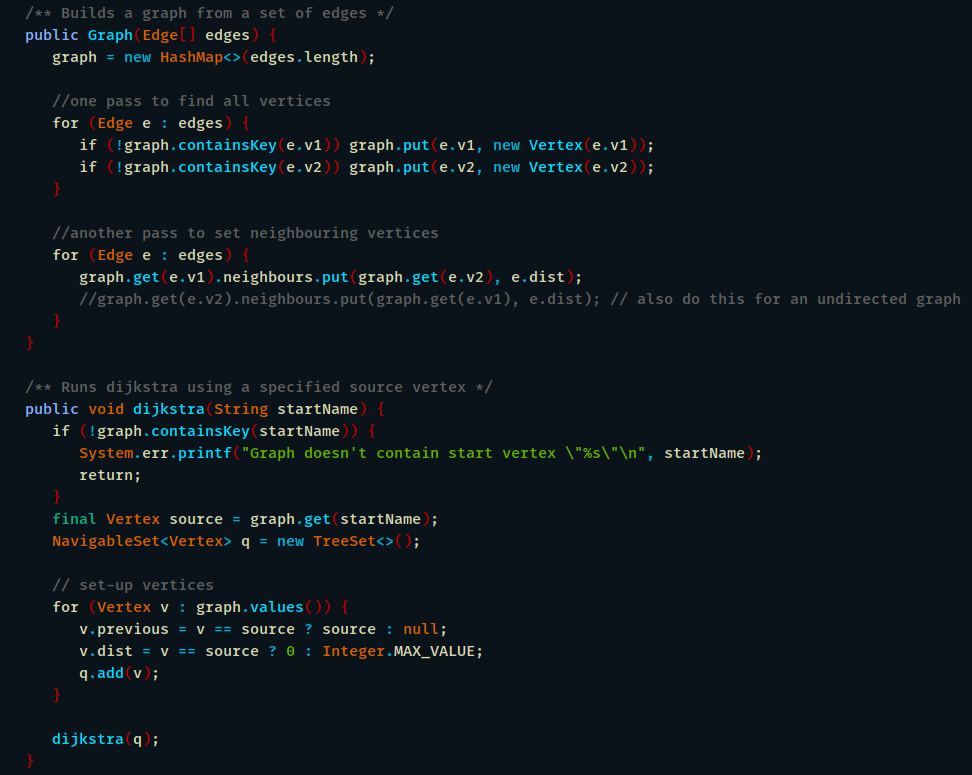 /** Builds a graph from a set of edges */
public Graph(Edge[] edges) {
   graph = new HashMap<>(edges.length);

   //one pass to find all vertices
   for (Edge e : edges) {
      if (!graph.containsKey(e.v1)) graph.put(e.v1, new Vertex(e.v1));
      if (!graph.containsKey(e.v2)) graph.put(e.v2, new Vertex(e.v2));
   }

   //another pass to set neighbouring vertices
   for (Edge e : edges) {
      graph.get(e.v1).neighbours.put(graph.get(e.v2), e.dist);
      //graph.get(e.v2).neighbours.put(graph.get(e.v1), e.dist); // also do this for an undirected graph
   }
}

/** Runs dijkstra using a specified source vertex */
public void dijkstra(String startName) {
   if (!graph.containsKey(startName)) {
      System.err.printf("Graph doesn't contain start vertex \"%s\"\n", startName);
      return;
   }
   final Vertex source = graph.get(startName);
   NavigableSet<Vertex> q = new TreeSet<>();

   // set-up vertices
   for (Vertex v : graph.values()) {
      v.previous = v == source ? source : null;
      v.dist = v == source ? 0 : Integer.MAX_VALUE;
      q.add(v);
   }

   dijkstra(q);
}